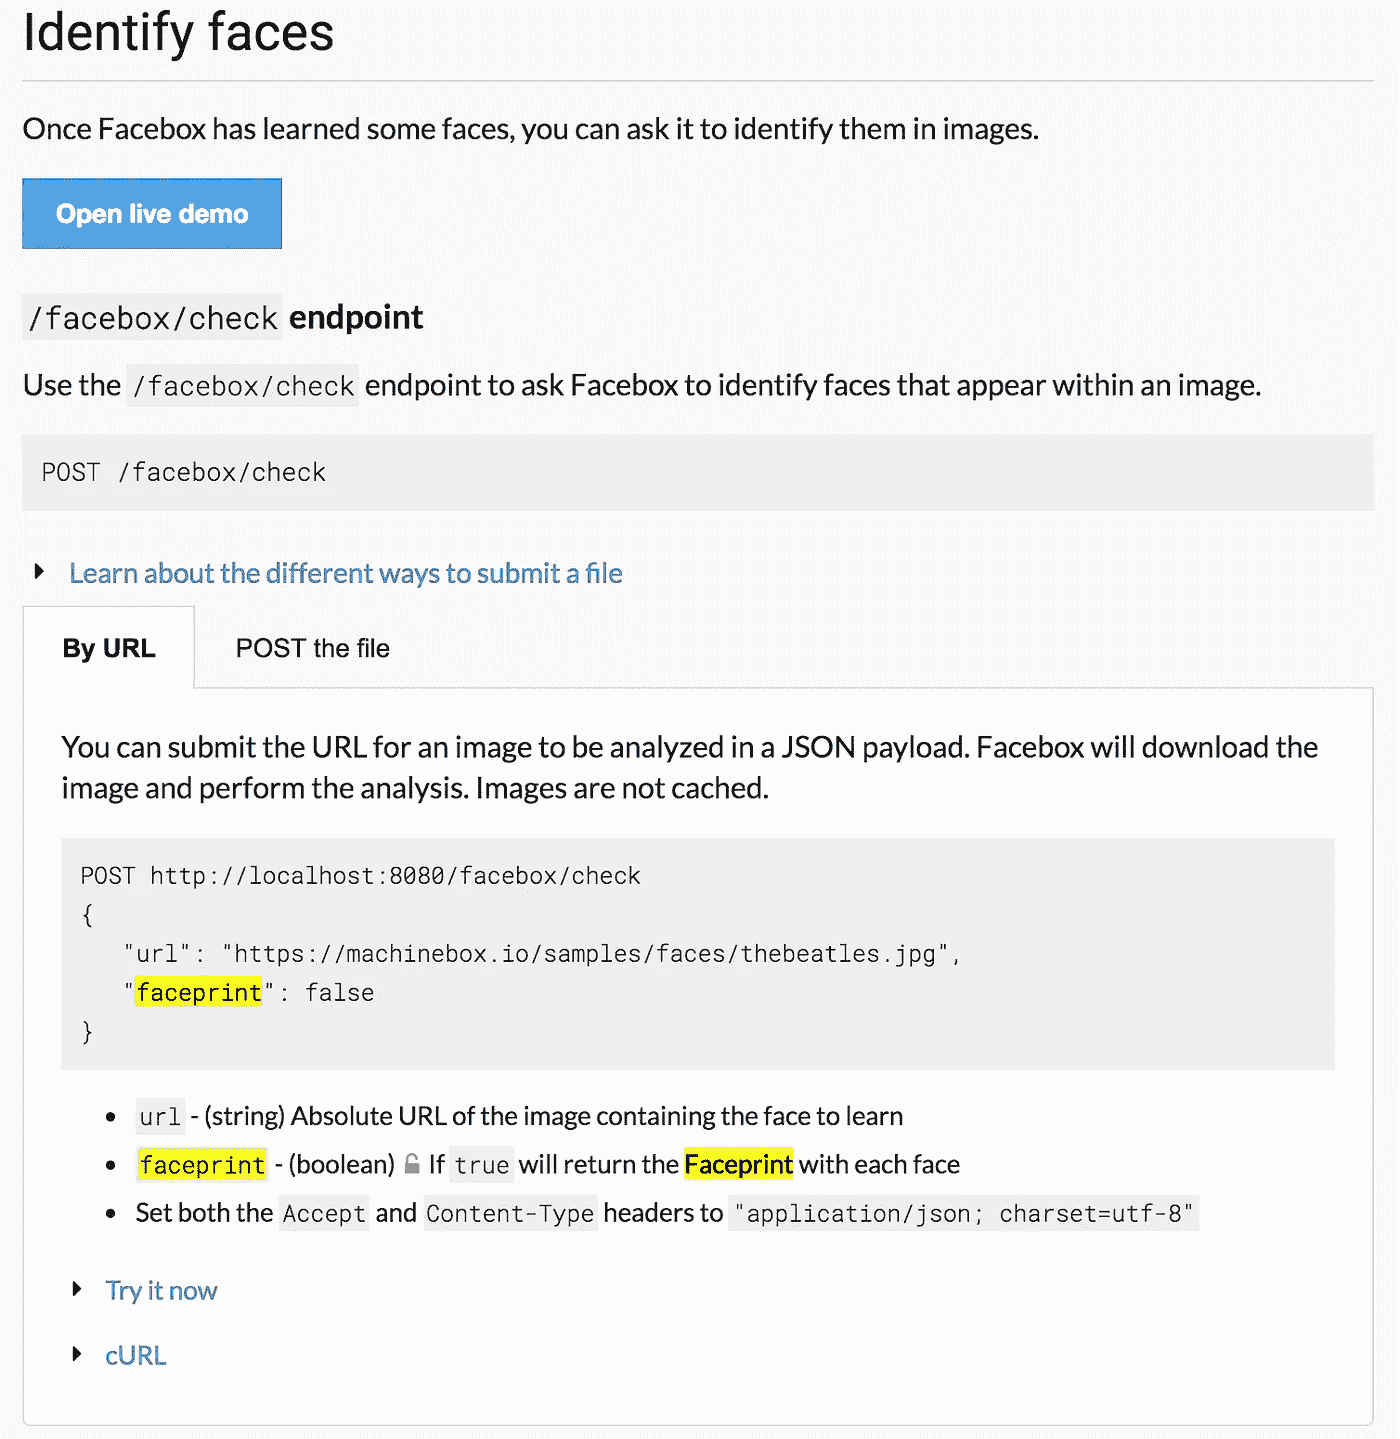 Identify faces
Once Facebox has learned some faces, you can ask it to identify them in images.
Open live demo
/facebox/check endpoint
Use the /facebox/check endpoint to ask Facebox to identify faces that appear within an image.
POST /facebox/check
Learn about the different ways to submit a file
By URL POST the file
You can submit the URL for an image to be analyzed in a JSON payload. Facebox will download the
image and perform the analysis. Images are not cached.
POST http://localhost:8080/facebox/check
{
"url": "https://machinebox.io/samples/faces/thebeatles.jpg",
"faceprint": false
}
url - (string) Absolute URL of the image containing the face to learn
faceprint - (boolean) If true will return the Faceprint with each face
Set both the Accept and Content-Type headers to "application/json; charset=utf-8"
Try it now
cURL